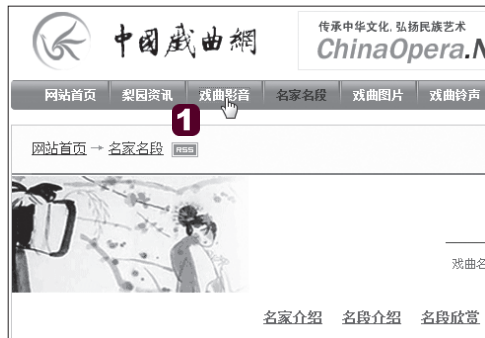 中國戲曲網
传承中华文化，弘扬民族艺术
ChinaOpera.N
网站首页 梨园资讯 戏曲影音 名家名段 戏曲图片 戏曲铃声
1
网站首页 → 名家名段 RSS
戏曲名
名家介绍 名段介绍 名段欣赏